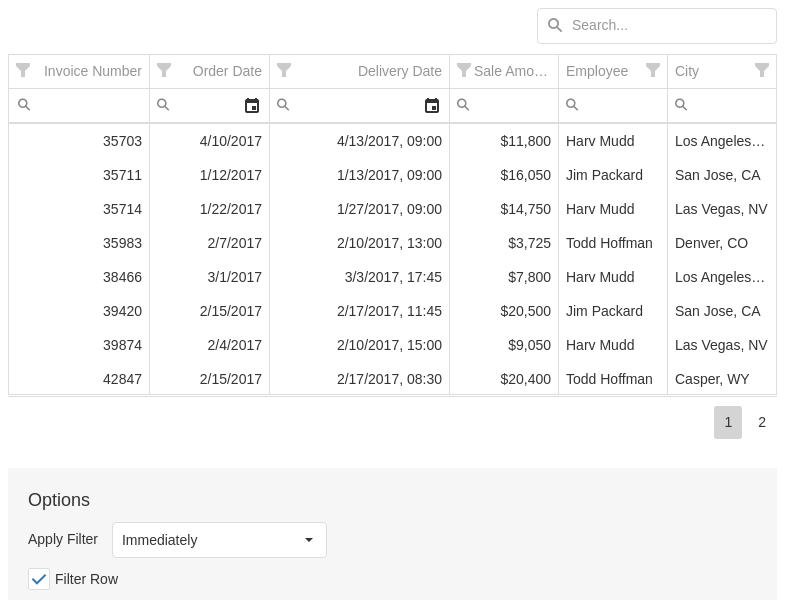 Search...
Invoice Number Order Date Delivery Date Sale Amo... Employee City
35703 4/10/2017 4/13/2017, 09:00 $11,800 Harv Mudd Los Angeles...
35711 1/12/2017 1/13/2017, 09:00 $16,050 Jim Packard San Jose, CA
35714 1/22/2017 1/27/2017, 09:00 $14,750 Harv Mudd Las Vegas, NV
35983 2/7/2017 2/10/2017, 13:00 $3,725 Todd Hoffman Denver, CO
38466 3/1/2017 3/3/2017, 17:45 $7,800 Harv Mudd Los Angeles...
39420 2/15/2017 2/17/2017, 11:45 $20,500 Jim Packard San Jose, CA
39874 2/4/2017 2/10/2017, 15:00 $9,050 Harv Mudd Las Vegas, NV
42847 2/15/2017 2/17/2017, 08:30 $20,400 Todd Hoffman Casper, WY
1 2
Options
Apply Filter Immediately
Filter Row